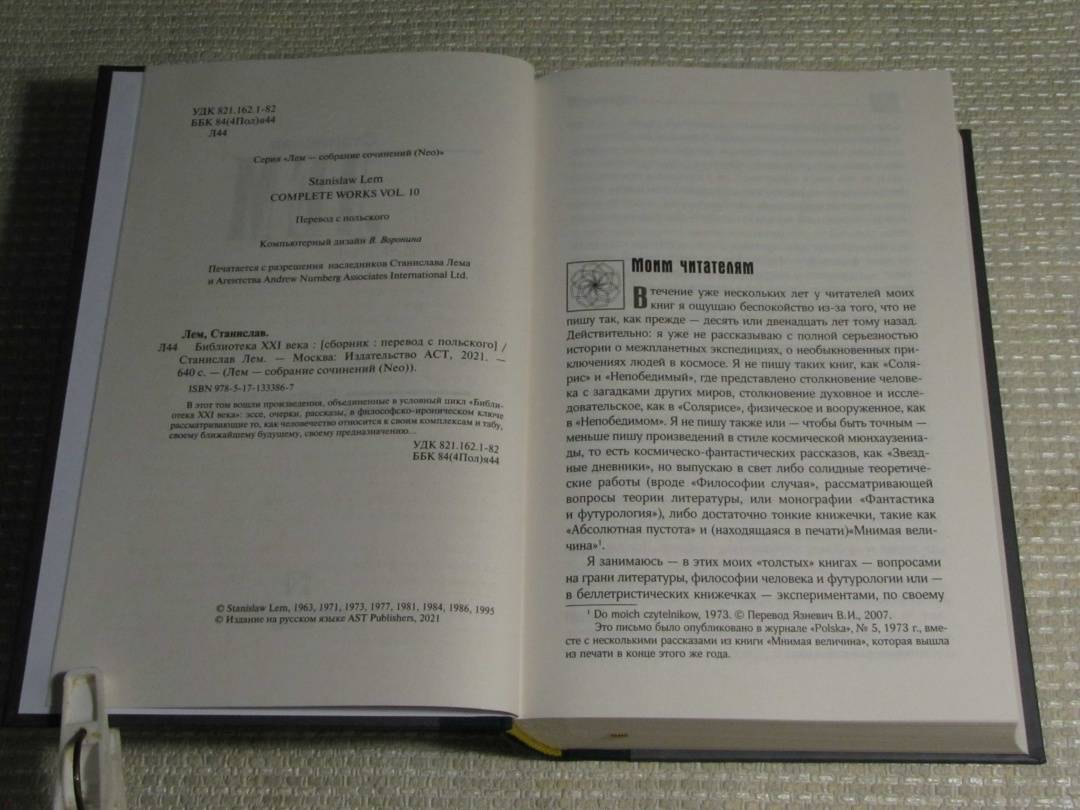 УДК 821.162.1-82
ББК 84(4Пол)я44
Л44
Серия «Лем — собрание сочинений (Neo)»
Stanislaw Lem
COMPLETE WORKS VOL. 10
Перевод с польского
Компьютерный дизайн В. Воронина
Печатается с разрешения наследников Станислава Лема
и Агентства Andrew Nurnberg Associates International Ltd.
Лем, Станислав.
Л44 Библиотека XXI века : [сборник : перевод с польского] /
Станислав Лем. — Москва: Издательство АСТ, 2021. —
640 с. — (Лем — собрание сочинений (Neo)).
ISBN 978-5-17-133386-7
В этот том вошли произведения, объединенные в условный цикл «Библи-
отека XXI века»: эссе, очерки, рассказы, в философско-ироническом ключе
рассматривающие то, как человечество относится к своим комплексам и табу,
своему ближайшему будущему, своему предназначению...
УДК 821.162.1-82
ББК 84(4Пол)я44
© Stanislaw Lem, 1963, 1971, 1973, 1977, 1981, 1984, 1986, 1995
© Издание на русском языке AST Publishers, 2021
Моим читателям
В течение уже нескольких лет у читателей моих
книг я ощущаю беспокойство из-за того, что не
пишу так, как прежде — десять или двенадцать лет тому назад.
Действительно: я уже не рассказываю с полной серьезностью
истории о межпланетных экспедициях, о необыкновенных при-
ключениях людей в космосе. Я не пишу таких книг, как «Соля-
рис» и «Непобедимый», где представлено столкновение челове-
ка с загадками других миров, столкновение духовное и иссле-
довательское, как в «Солярисе», физическое и вооруженное, как
в «Непобедимом». Я не пишу также или — чтобы быть точным —
меньше пишу произведений в стиле космической мюнхаузениа-
ды, то есть космическо-фантастических рассказов, как «Звезд-
ные дневники», но выпускаю в свет либо солидные теоретиче-
ские работы (вроде «Философии случая», рассматривающей
вопросы теории литературы, или монографии «Фантастика
и футурология»), либо достаточно тонкие книжечки, такие как
«Абсолютная пустота» и (находящаяся в печати)«Мнимая вели-
чина»¹.
Я занимаюсь — в этих моих «толстых» книгах — вопросами
на грани литературы, философии человека и футурологии или —
в беллетристических книжечках — экспериментами, по своему
¹ Do moich czytelnikow, 1973. © Перевод Язневич В.И., 2007.
Это письмо было опубликовано в журнале «Polska», № 5, 1973 г., вме-
сте с несколькими рассказами из книги «Мнимая величина», которая вышла
из печати в конце этого же года.